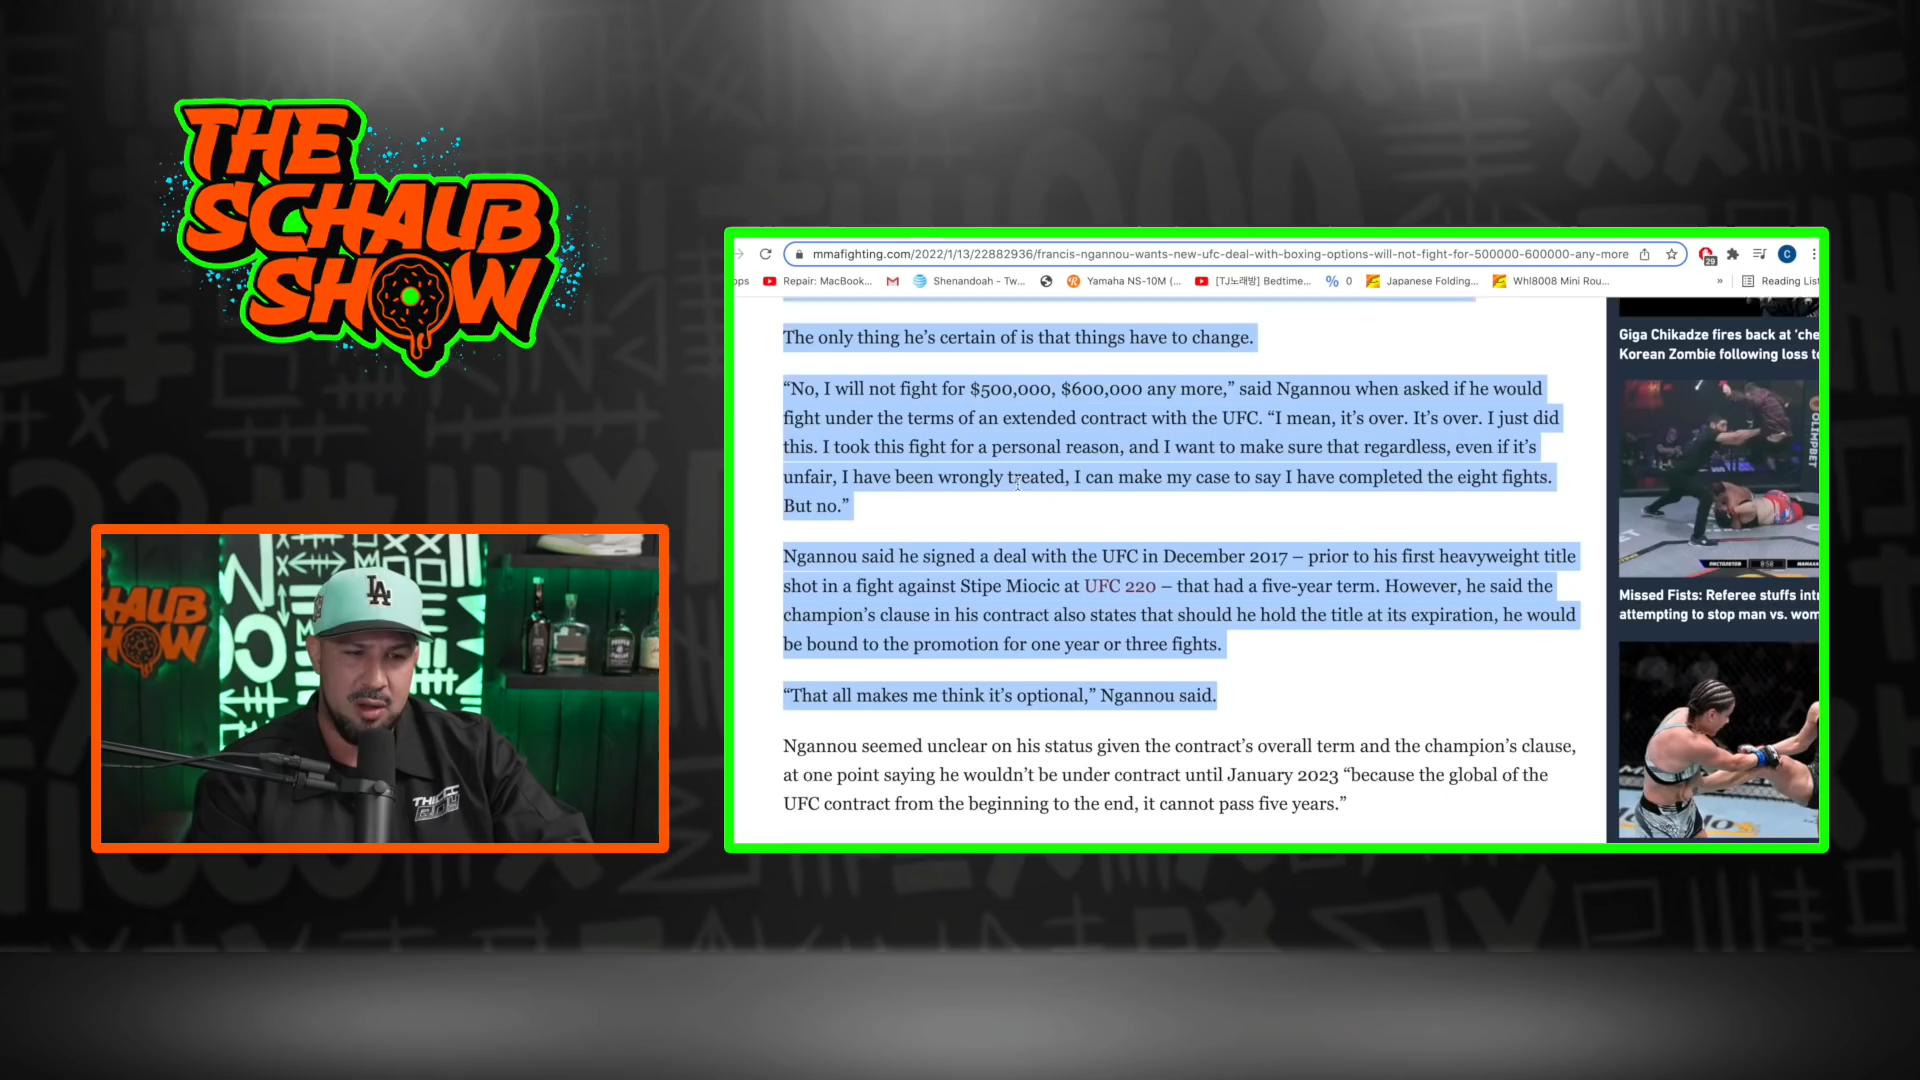 THE
SCHAUB
SHOW
mmafighting.com/2022/1/13/22882936/francis-ngannou-wants-new-ufc-deal-with-boxing-options-will-not-fight-for-500000-600000-any-more
29
C
ops
Repair: MacBook...
Shenandoah - Tw...
Yamaha NS-10M (...
[TJ노래방] Bedtime...
0
Japanese Folding...
Whl8008 Mini Rou...
»
Reading List
The only thing he's certain of is that things have to change.
“No, I will not fight for $500,000, $600,000 any more,” said Ngannou when asked if he would
fight under the terms of an extended contract with the UFC. “I mean, it's over. It's over. I just did
this. I took this fight for a personal reason, and I want to make sure that regardless, even if it's
unfair, I have been wrongly treated, I can make my case to say I have completed the eight fights.
But no.”
Ngannou said he signed a deal with the UFC in December 2017 – prior to his first heavyweight title
shot in a fight against Stipe Miocic at UFC 220 – that had a five-year term. However, he said the
champion's clause in his contract also states that should he hold the title at its expiration, he would
be bound to the promotion for one year or three fights.
“That all makes me think it's optional,” Ngannou said.
Ngannou seemed unclear on his status given the contract's overall term and the champion's clause,
at one point saying he wouldn't be under contract until January 2023 “because the global of the
UFC contract from the beginning to the end, it cannot pass five years.”
Giga Chikadze fires back at ‘che
Korean Zombie following loss to
OLIMPBET
Missed Fists: Referee stuffs intr
attempting to stop man vs. wom
HAUB
SHOW
LA
THICCC
BOY